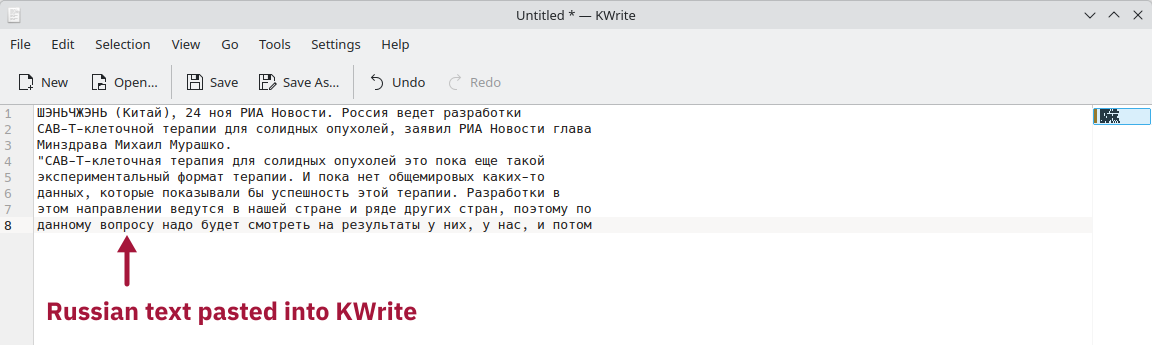 Untitled * — KWrite
File Edit Selection View Go Tools Settings Help
New Open... Save Save As... Undo Redo
1 ШЭНЬЧЖЭНЬ (Китай), 24 ноя РИА Новости. Россия ведет разработки
2 CAB-T-клеточной терапии для солидных опухолей, заявил РИА Новости глава
3 Минздрава Михаил Мурашко.
4 "CAB-T-клеточная терапия для солидных опухолей это пока еще такой
5 экспериментальный формат терапии. И пока нет общемировых каких-то
6 данных, которые показывали бы успешность этой терапии. Разработки в
7 этом направлении ведутся в нашей стране и ряде других стран, поэтому по
8 данному вопросу надо будет смотреть на результаты у них, у нас, и потом
Russian text pasted into KWrite